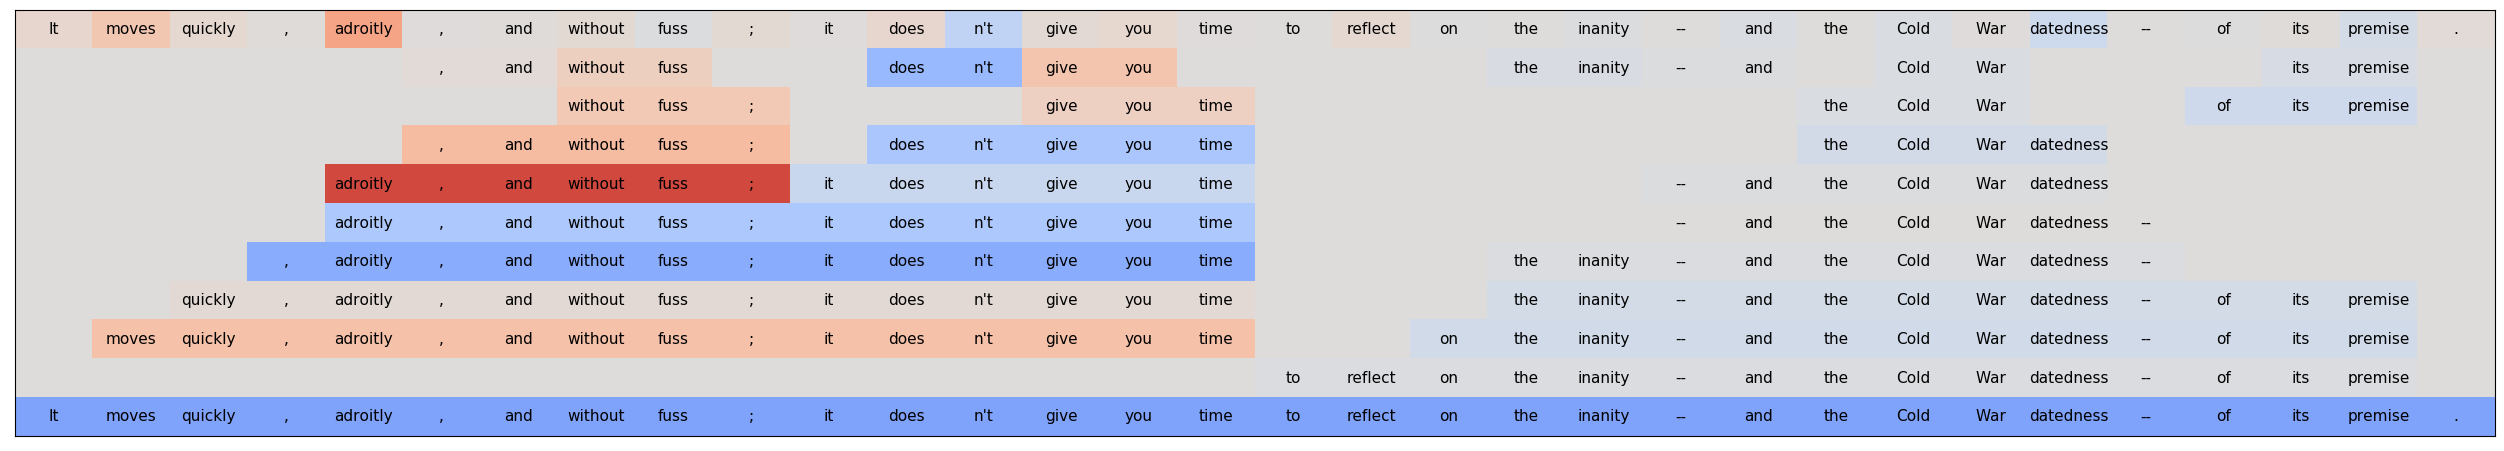 It moves quickly , adroitly , and without fuss ; it does n't give you time to reflect on the inanity -- and the Cold War datedness -- of its premise .
, and without fuss does n't give you the inanity -- and Cold War its premise
without fuss ; give you time the Cold War of its premise
, and without fuss ; does n't give you time the Cold War datedness
adroitly , and without fuss ; it does n't give you time -- and the Cold War datedness
adroitly , and without fuss ; it does n't give you time -- and the Cold War datedness --
, adroitly , and without fuss ; it does n't give you time the inanity -- and the Cold War datedness --
quickly , adroitly , and without fuss ; it does n't give you time the inanity -- and the Cold War datedness -- of its premise
moves quickly , adroitly , and without fuss ; it does n't give you time on the inanity -- and the Cold War datedness -- of its premise
to reflect on the inanity -- and the Cold War datedness -- of its premise
It moves quickly , adroitly , and without fuss ; it does n't give you time to reflect on the inanity -- and the Cold War datedness -- of its premise .